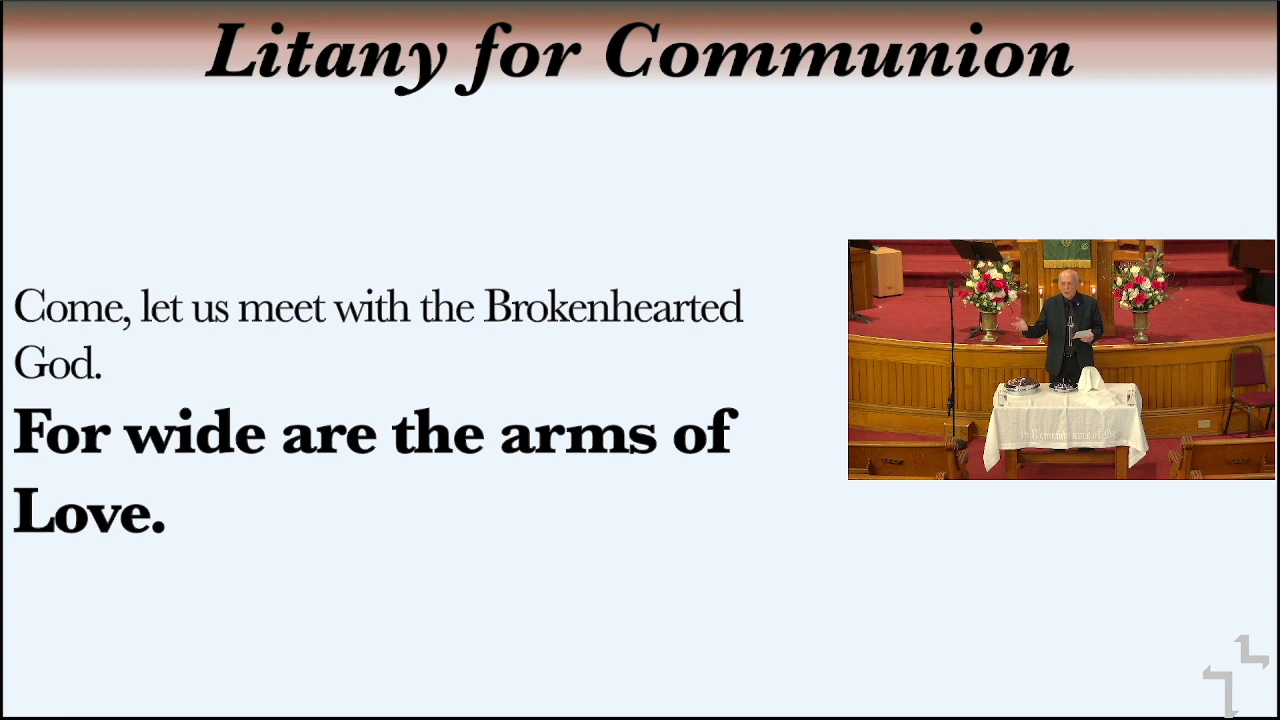 Litany for Communion
Come, let us meet with the Brokenhearted
God.
For wide are the arms of
Love.